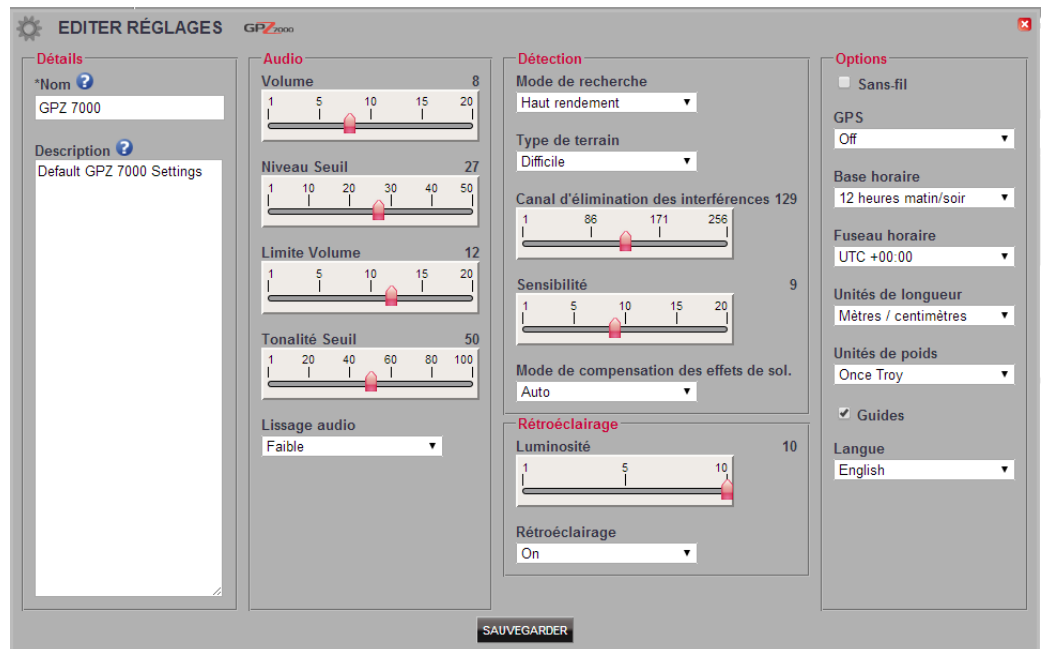 EDITER RÉGLAGES GPZ7000
Détails
*Nom ?
GPZ 7000
Description ?
Default GPZ 7000 Settings
Audio
Volume 8
1 5 10 15 20
Niveau Seuil 27
1 10 20 30 40 50
Limite Volume 12
1 5 10 15 20
Tonalité Seuil 50
1 20 40 60 80 100
Lissage audio
Faible
Détection
Mode de recherche
Haut rendement
Type de terrain
Difficile
Canal d'élimination des interférences 129
1 86 171 256
Sensibilité 9
1 5 10 15 20
Mode de compensation des effets de sol.
Auto
Rétroéclairage
Luminosité 10
1 5 10
Rétroéclairage
On
Options
Sans-fil
GPS
Off
Base horaire
12 heures matin/soir
Fuseau horaire
UTC +00:00
Unités de longueur
Mètres / centimètres
Unités de poids
Once Troy
Guides
Langue
English
SAUVEGARDER